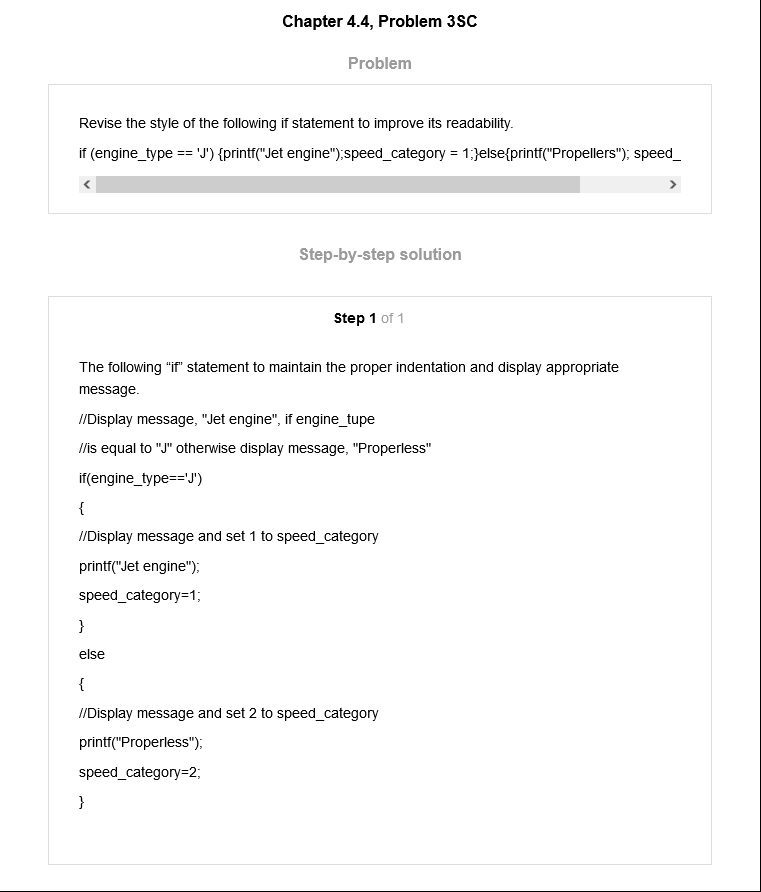 Chapter 4.4, Problem 3SC
Problem
Revise the style of the following if statement to improve its readability.
if (engine_type == 'J') {printf("Jet engine");speed_category = 1;}else{printf("Propellers"); speed_
Step-by-step solution
Step 1 of 1
The following “if” statement to maintain the proper indentation and display appropriate
message.
//Display message, "Jet engine", if engine_tupe
//is equal to "J" otherwise display message, "Properless"
if(engine_type=='J')
{
//Display message and set 1 to speed_category
printf("Jet engine");
speed_category=1;
}
else
{
//Display message and set 2 to speed_category
printf("Properless");
speed_category=2;
}